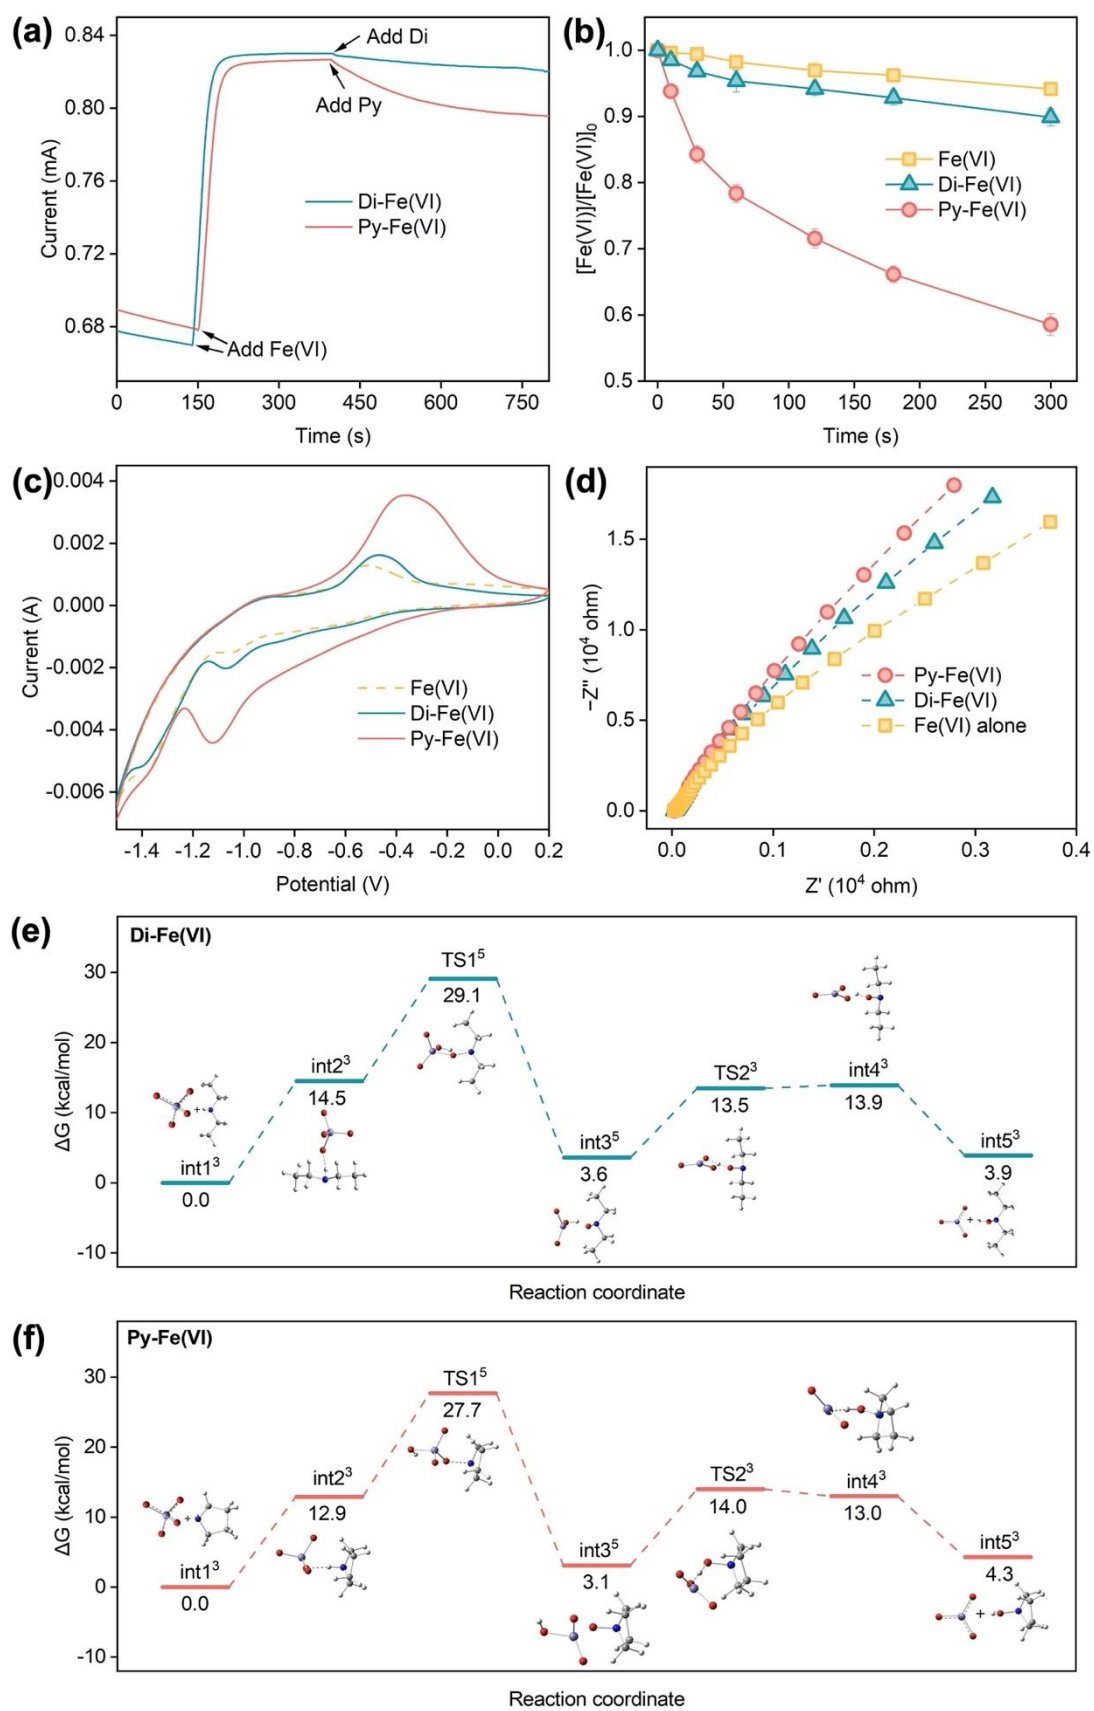 (a)
0.84
0.80
0.76
0.72
0.68
Current (mA)
Add Di
Add Py
Di-Fe(VI)
Py-Fe(VI)
Add Fe(VI)
0 150 300 450 600 750
Time (s)
(b)
1.0
0.9
0.8
0.7
0.6
0.5
[Fe(VI)]/[Fe(VI)]₀
Fe(VI)
Di-Fe(VI)
Py-Fe(VI)
0 50 100 150 200 250 300
Time (s)
(c)
0.004
0.002
0.000
-0.002
-0.004
-0.006
Current (A)
Fe(VI)
Di-Fe(VI)
Py-Fe(VI)
-1.4 -1.2 -1.0 -0.8 -0.6 -0.4 -0.2 0.0 0.2
Potential (V)
(d)
1.5
1.0
0.5
0.0
-Z'' (10⁴ ohm)
Py-Fe(VI)
Di-Fe(VI)
Fe(VI) alone
0.0 0.1 0.2 0.3 0.4
Z' (10⁴ ohm)
(e)
Di-Fe(VI)
30
20
10
0
-10
ΔG (kcal/mol)
int1³
0.0
+
int2³
14.5
TS1⁵
29.1
int3⁵
3.6
TS2³
13.5
int4³
13.9
int5³
3.9
+
Reaction coordinate
(f)
Py-Fe(VI)
30
20
10
0
-10
ΔG (kcal/mol)
+
int1³
0.0
int2³
12.9
TS1⁵
27.7
int3⁵
3.1
TS2³
14.0
int4³
13.0
int5³
4.3
+
Reaction coordinate